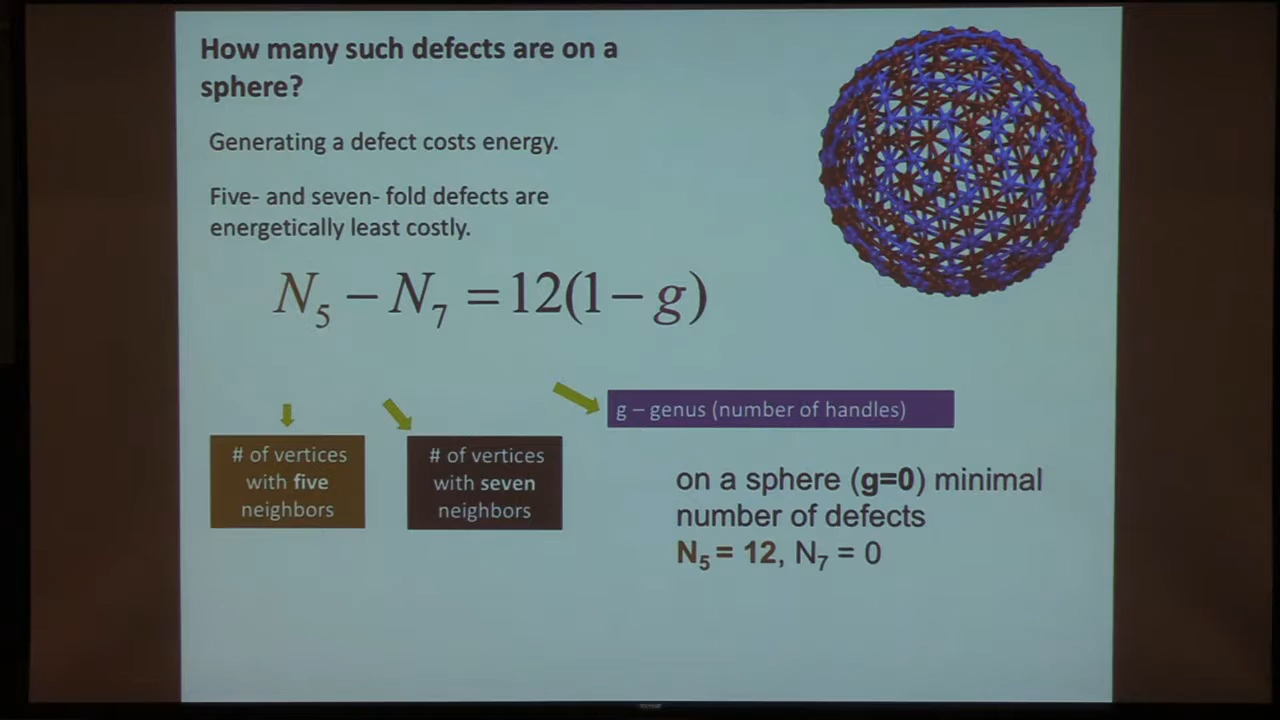 How many such defects are on a
sphere?
Generating a defect costs energy.
Five- and seven- fold defects are
energetically least costly.
N₅ − N₇ = 12(1 − g)
g – genus (number of handles)
# of vertices
with five
neighbors
# of vertices
with seven
neighbors
on a sphere (g=0) minimal
number of defects
N₅ = 12, N₇ = 0